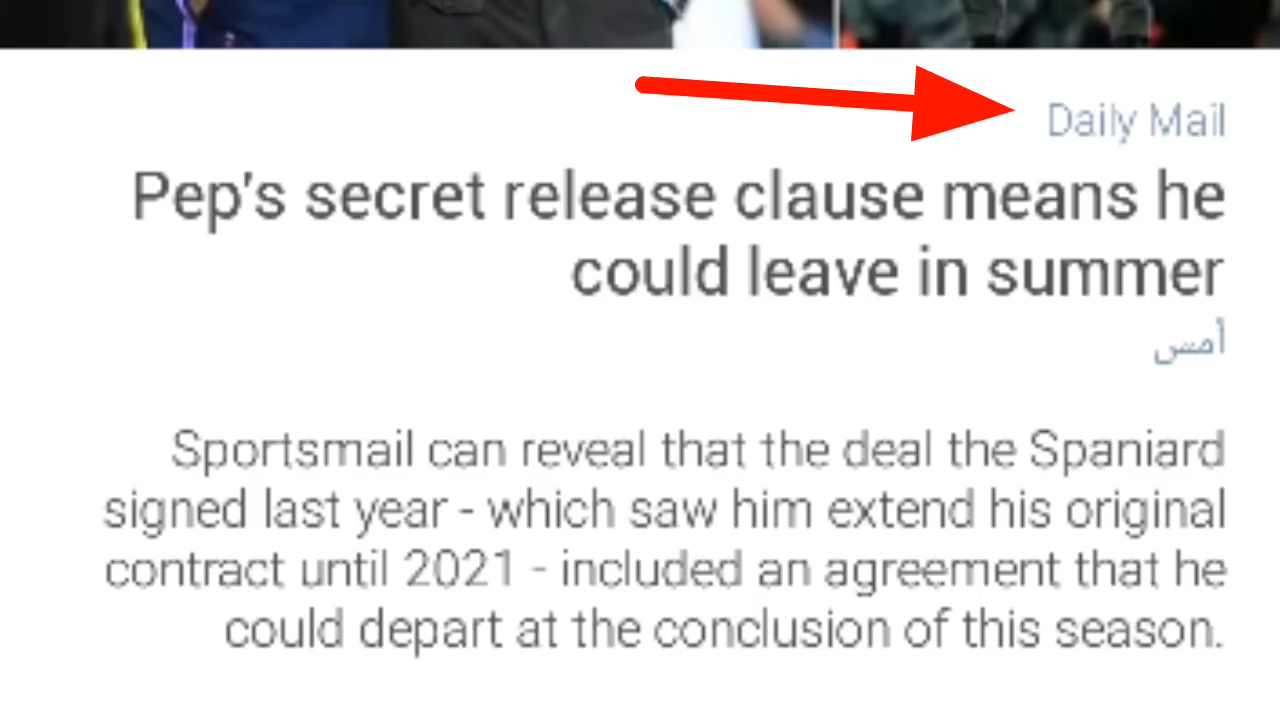 Daily Mail
Pep's secret release clause means he
could leave in summer
أمس
Sportsmail can reveal that the deal the Spaniard
signed last year - which saw him extend his original
contract until 2021 - included an agreement that he
could depart at the conclusion of this season.